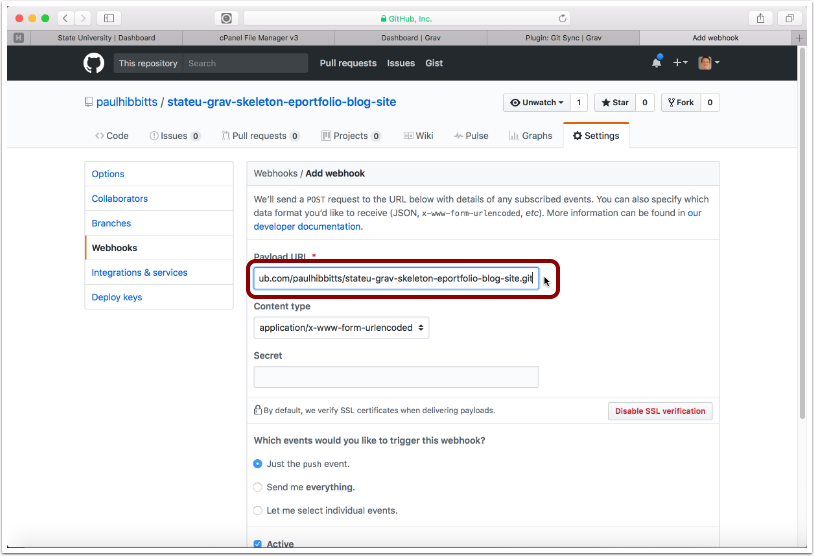 GitHub, Inc.
H
State University | Dashboard
cPanel File Manager v3
Dashboard | Grav
Plugin: Git Sync | Grav
Add webhook
This repository Search Pull requests Issues Gist
paulhibbitts / stateu-grav-skeleton-eportfolio-blog-site
Unwatch 1 Star 0 Fork 0
Code Issues 0 Pull requests 0 Projects 0 Wiki Pulse Graphs Settings
Options
Collaborators
Branches
Webhooks
Integrations & services
Deploy keys
Webhooks / Add webhook
We'll send a POST request to the URL below with details of any subscribed events. You can also specify which
data format you'd like to receive (JSON, x-www-form-urlencoded, etc). More information can be found in our
developer documentation.
Payload URL *
ub.com/paulhibbitts/stateu-grav-skeleton-eportfolio-blog-site.git
Content type
application/x-www-form-urlencoded
Secret
By default, we verify SSL certificates when delivering payloads.
Disable SSL verification
Which events would you like to trigger this webhook?
Just the push event.
Send me everything.
Let me select individual events.
Active